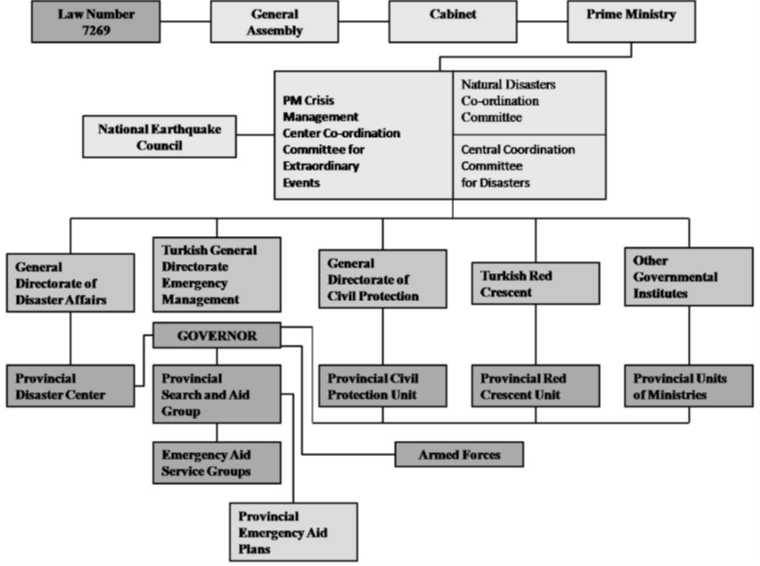 Law Number
7269
General
Assembly
Cabinet
Prime Ministry
National Earthquake
Council
PM Crisis
Management
Center Co-ordination
Committee for
Extraordinary
Events
Natural Disasters
Co-ordination
Committee
Central Coordination
Committee
for Disasters
General
Directorate of
Disaster Affairs
Turkish General
Directorate
Emergency
Management
General
Directorate of
Civil Protection
Turkish Red
Crescent
Other
Governmental
Institutes
GOVERNOR
Provincial
Disaster Center
Provincial
Search and Aid
Group
Provincial Civil
Protection Unit
Provincial Red
Crescent Unit
Provincial Units
of Ministries
Emergency Aid
Service Groups
Armed Forces
Provincial
Emergency Aid
Plans